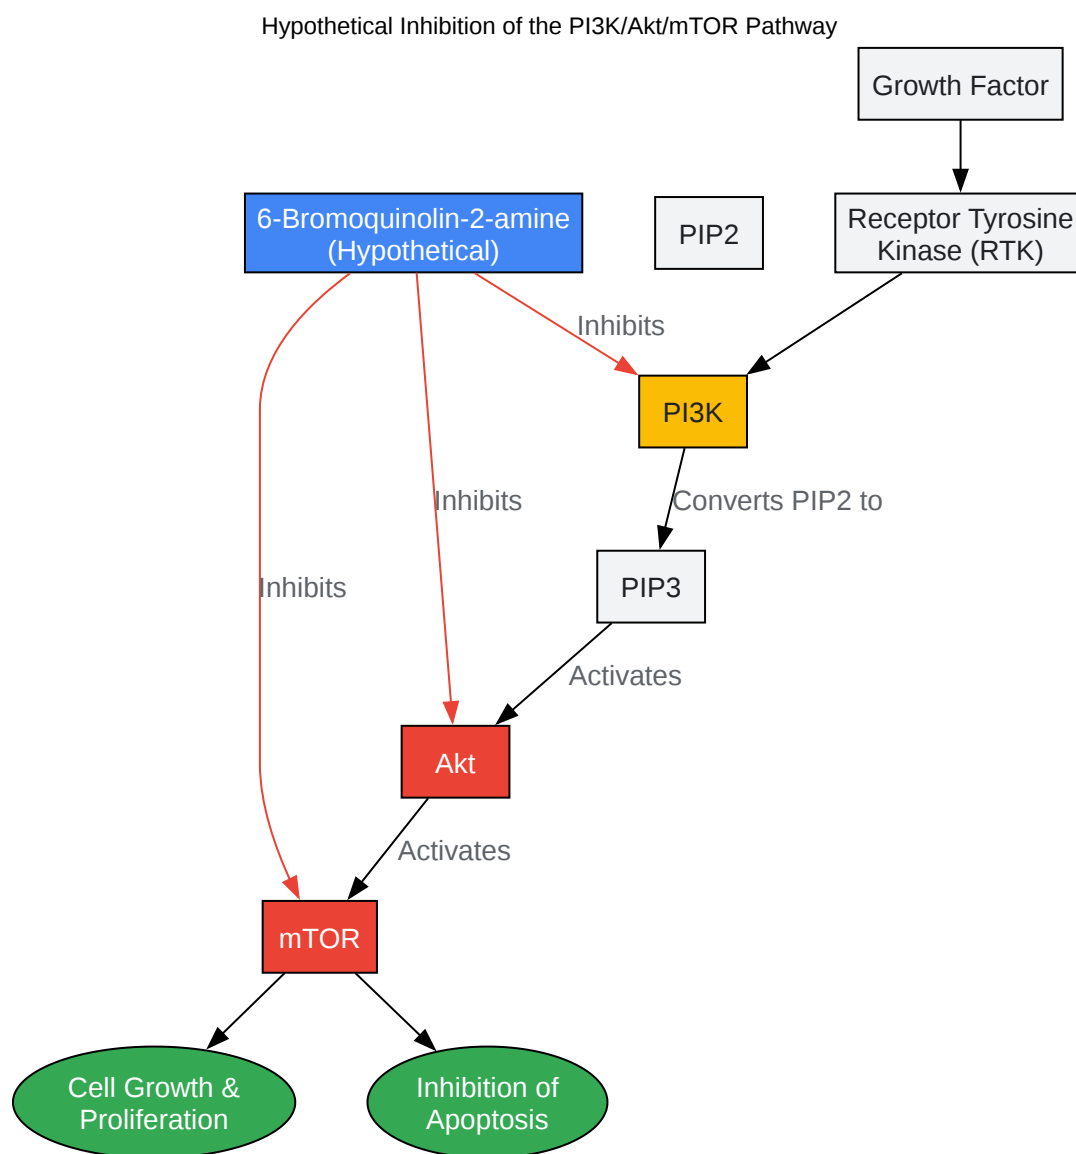 Hypothetical Inhibition of the PI3K/Akt/mTOR Pathway
Growth Factor
6-Bromoquinolin-2-amine
(Hypothetical)
PIP2
Receptor Tyrosine
Kinase (RTK)
Inhibits
PI3K
Inhibits
Converts PIP2 to
Inhibits
PIP3
Activates
Akt
Activates
mTOR
Cell Growth &
Proliferation
Inhibition of
Apoptosis